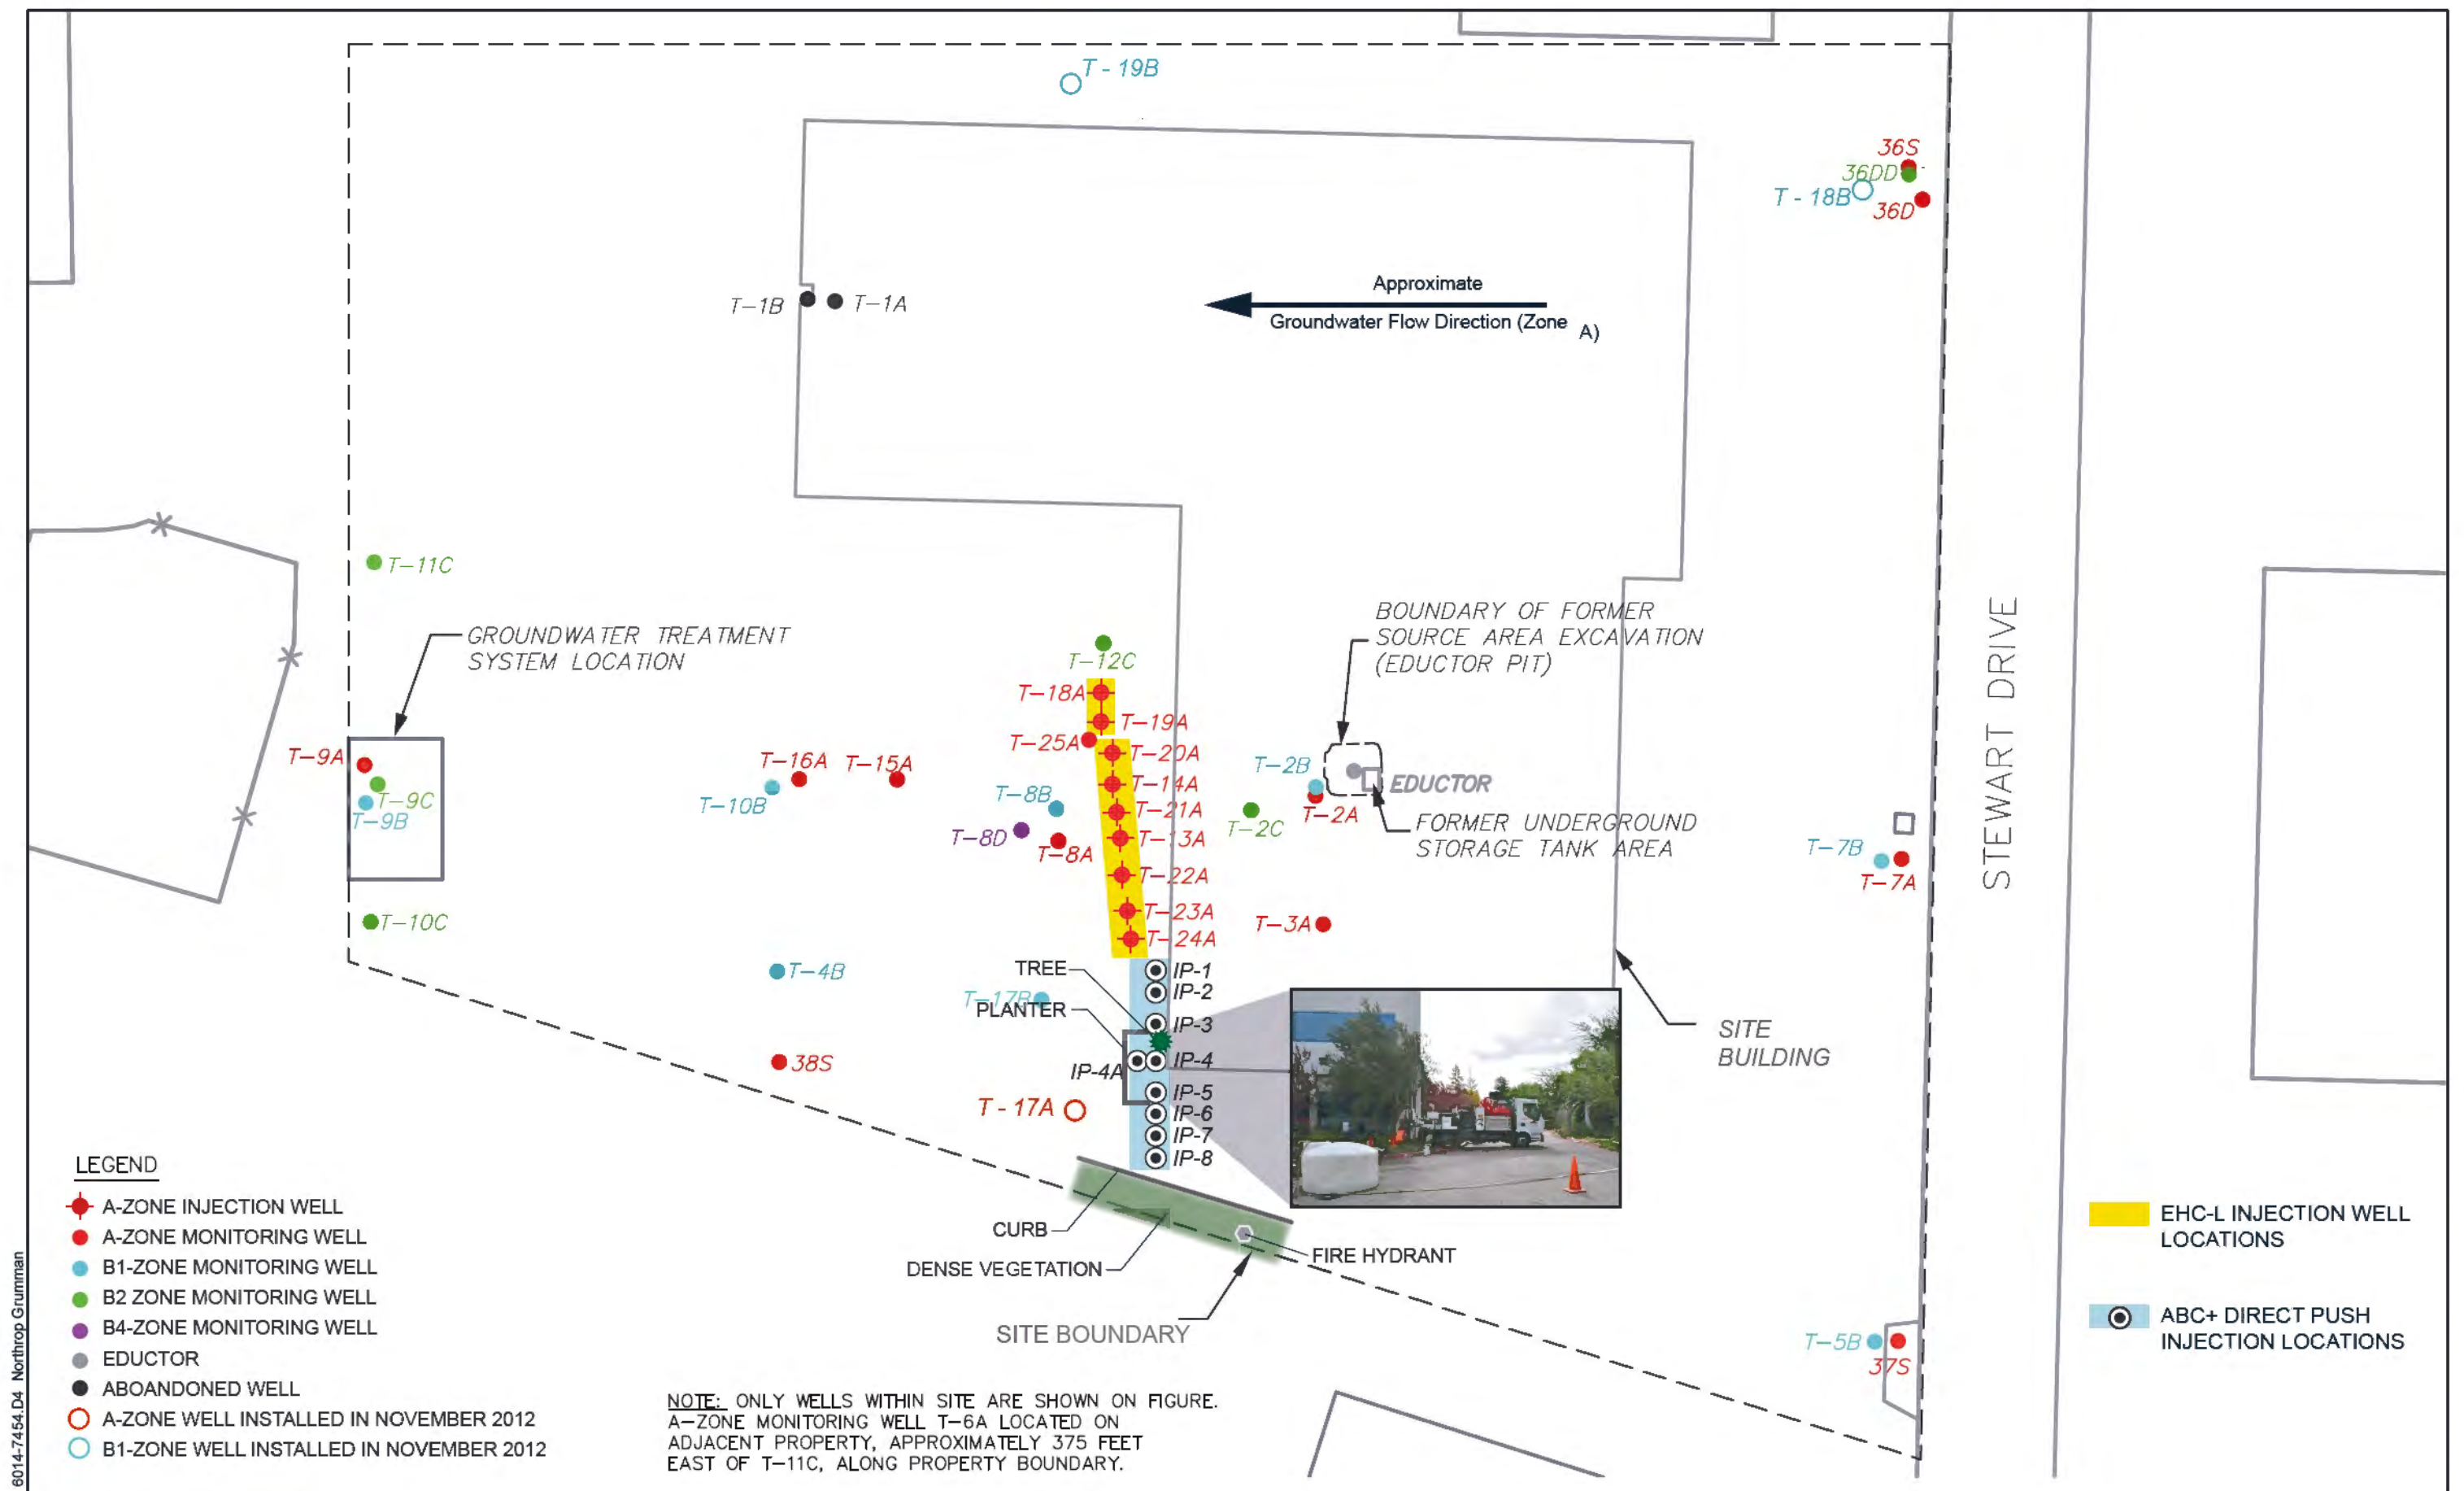 T - 19B
36S
36DD
T - 18B
36D
Approximate
Groundwater Flow Direction (Zone A)
T-1B
T-1A
T-11C
GROUNDWATER TREATMENT
SYSTEM LOCATION
BOUNDARY OF FORMER
SOURCE AREA EXCAVATION
(EDUCTOR PIT)
STEWART DRIVE
T-12C
T-18A
T-19A
T-25A
T-20A
T-9A
T-16A
T-15A
T-14A
T-2B
EDUCTOR
T-9C
T-9B
T-10B
T-8B
T-21A
T-2C
T-2A
FORMER UNDERGROUND
STORAGE TANK AREA
T-8D
T-8A
T-13A
T-22A
T-7B
T-7A
T-10C
T-23A
T-24A
T-3A
T-4B
T-17B
TREE
PLANTER
IP-1
IP-2
IP-3
IP-4
IP-4A
IP-5
IP-6
IP-7
IP-8
38S
T - 17A
SITE
BUILDING
CURB
DENSE VEGETATION
FIRE HYDRANT
SITE BOUNDARY
T-5B
37S
LEGEND
A-ZONE INJECTION WELL
A-ZONE MONITORING WELL
B1-ZONE MONITORING WELL
B2 ZONE MONITORING WELL
B4-ZONE MONITORING WELL
EDUCTOR
ABOANDONED WELL
A-ZONE WELL INSTALLED IN NOVEMBER 2012
B1-ZONE WELL INSTALLED IN NOVEMBER 2012
NOTE: ONLY WELLS WITHIN SITE ARE SHOWN ON FIGURE.
A-ZONE MONITORING WELL T-6A LOCATED ON
ADJACENT PROPERTY, APPROXIMATELY 375 FEET
EAST OF T-11C, ALONG PROPERTY BOUNDARY.
EHC-L INJECTION WELL
LOCATIONS
ABC+ DIRECT PUSH
INJECTION LOCATIONS
6014-7454.D4 Northrop Grumman